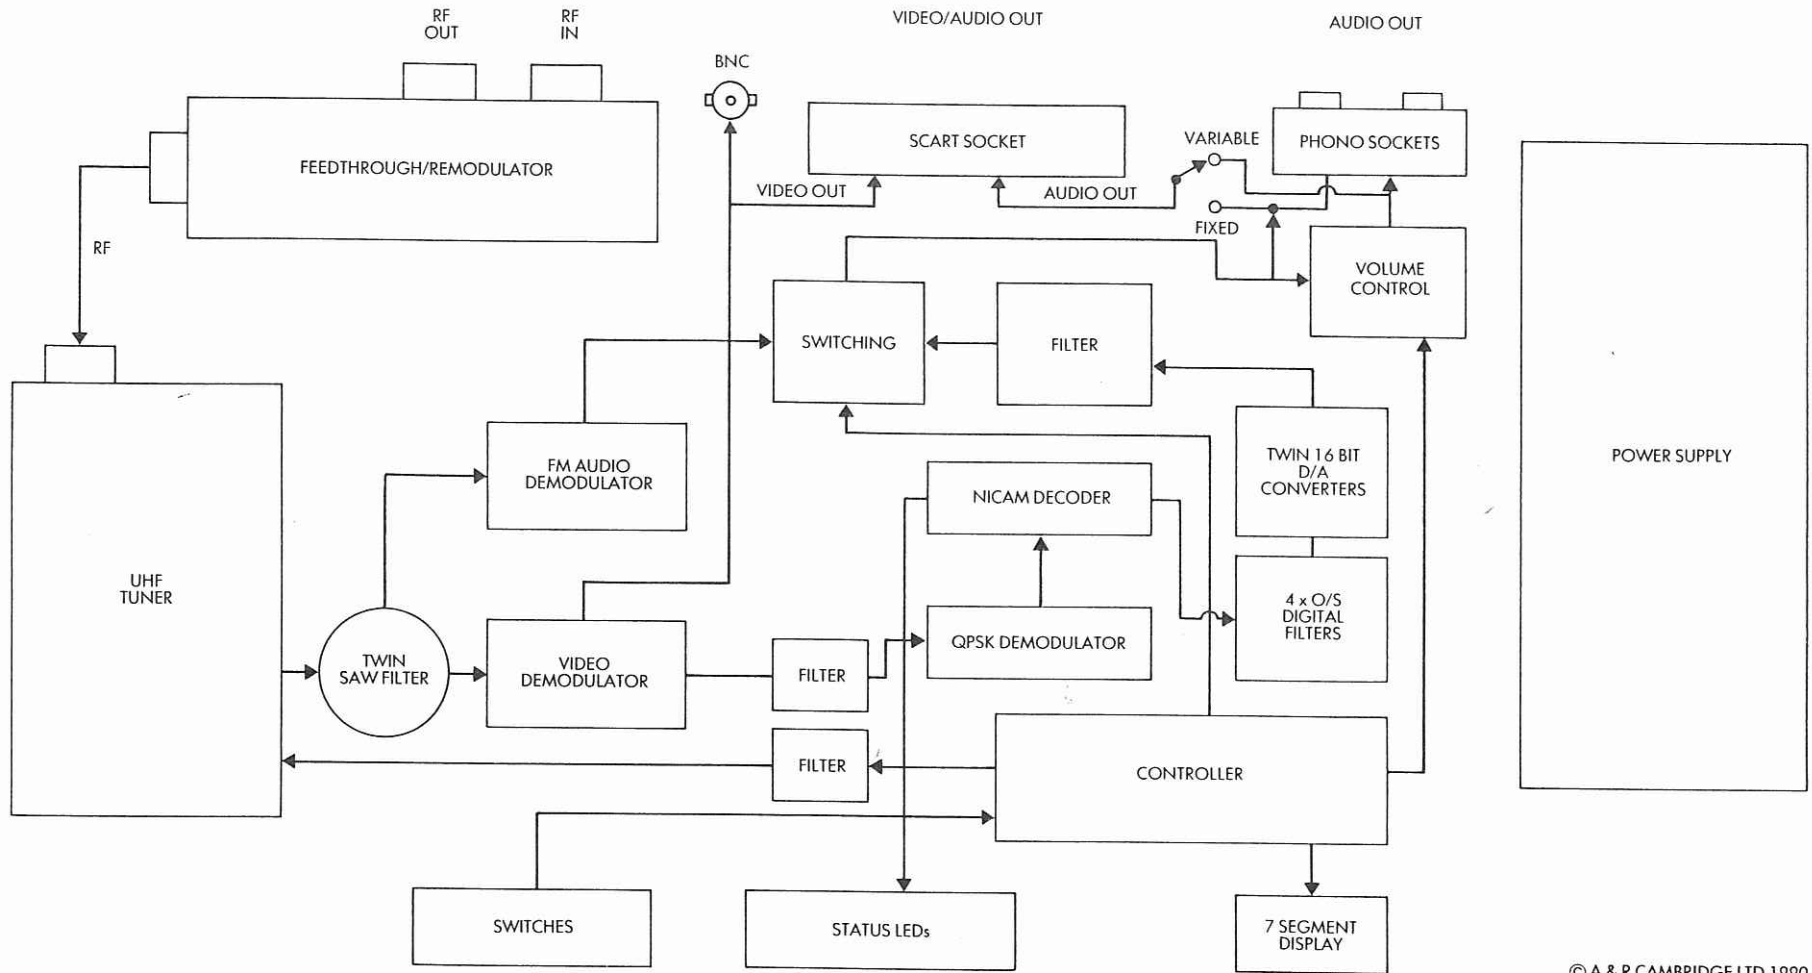 RF
OUT
RF
IN
VIDEO/AUDIO OUT
AUDIO OUT
BNC
FEEDTHROUGH/REMODULATOR
SCART SOCKET
VARIABLE
PHONO SOCKETS
VIDEO OUT
AUDIO OUT
FIXED
RF
VOLUME
CONTROL
SWITCHING
FILTER
FM AUDIO
DEMODULATOR
NICAM DECODER
TWIN 16 BIT
D/A
CONVERTERS
POWER SUPPLY
UHF
TUNER
4 x O/S
DIGITAL
FILTERS
TWIN
SAW FILTER
VIDEO
DEMODULATOR
FILTER
QPSK DEMODULATOR
FILTER
CONTROLLER
SWITCHES
STATUS LEDs
7 SEGMENT
DISPLAY
© A & R CAMBRIDGE LTD